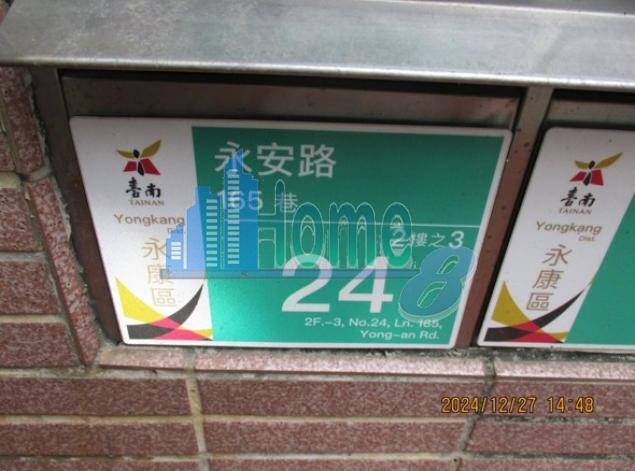 臺南
TAINAN
Yongkang
Dist.
永康區
永安路
165 巷
2樓之3
24
2F.-3, No.24, Ln. 165,
Yong-an Rd.
Home 8
臺南
TAINAN
Yongkang
Dist.
永康區
2024/12/27 14:48